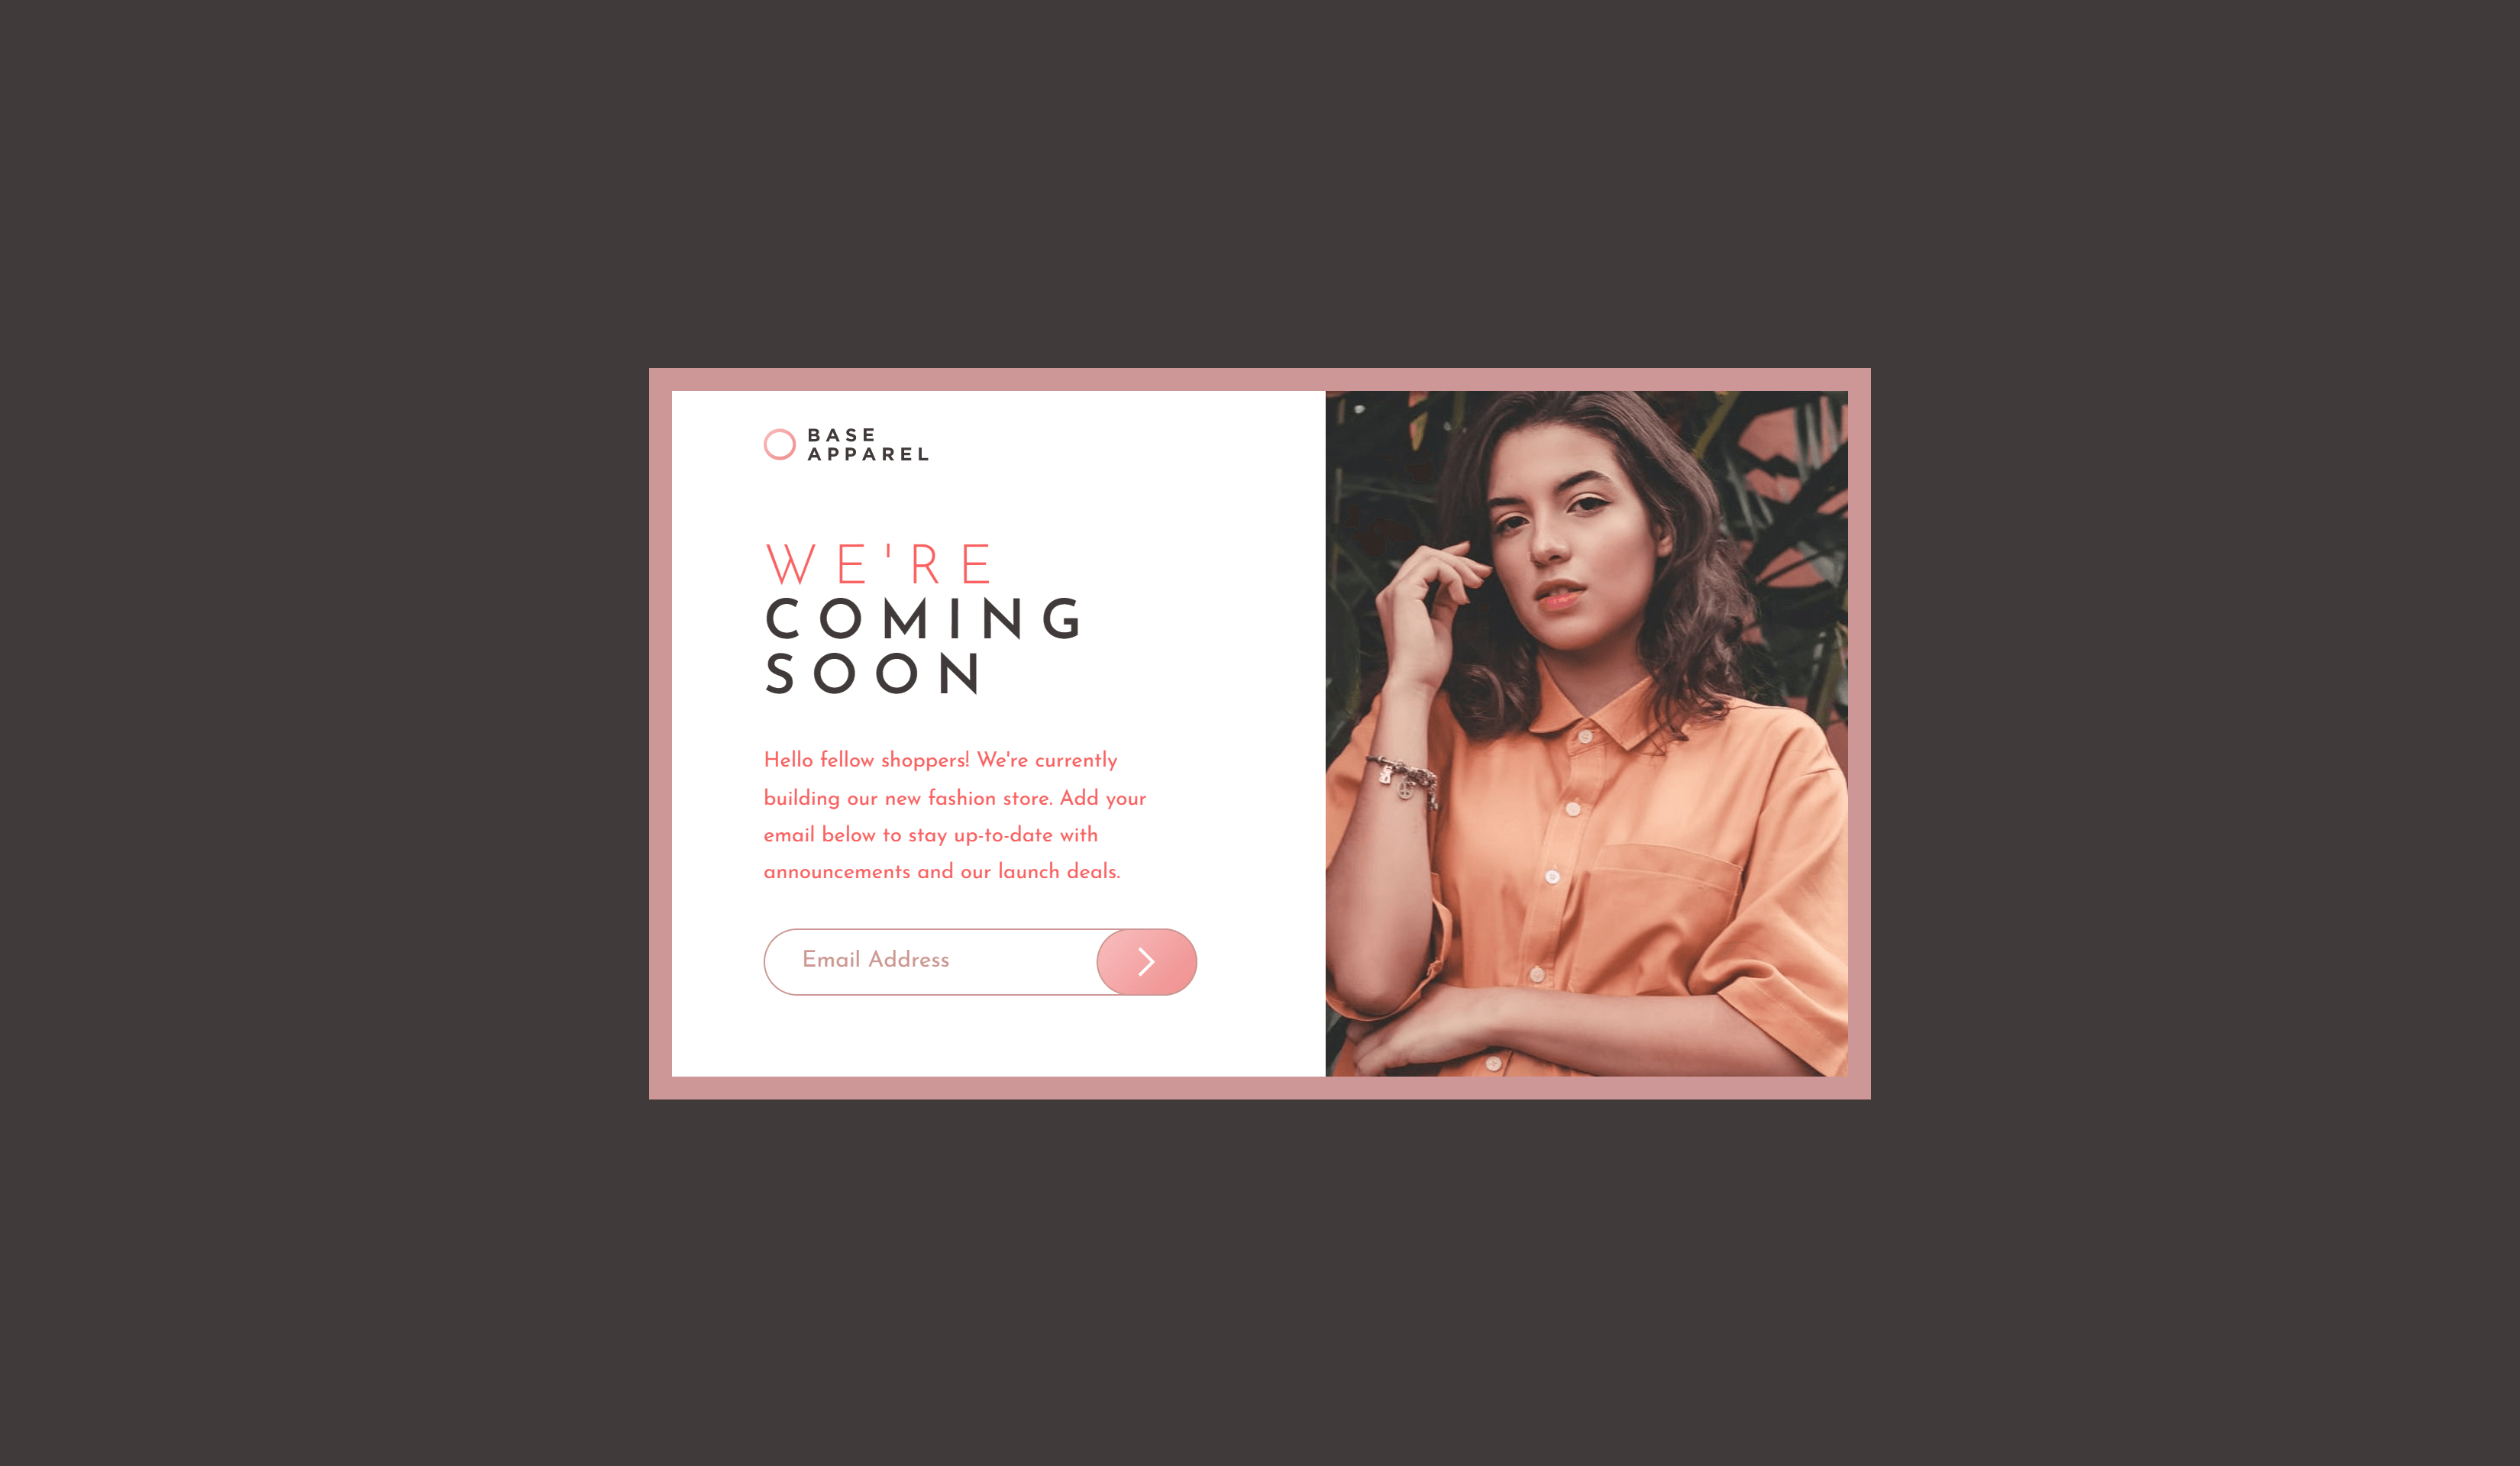 BASE
APPAREL
WE'RE
COMING
SOON
Hello fellow shoppers! We're currently
building our new fashion store. Add your
email below to stay up-to-date with
announcements and our launch deals.
Email Address